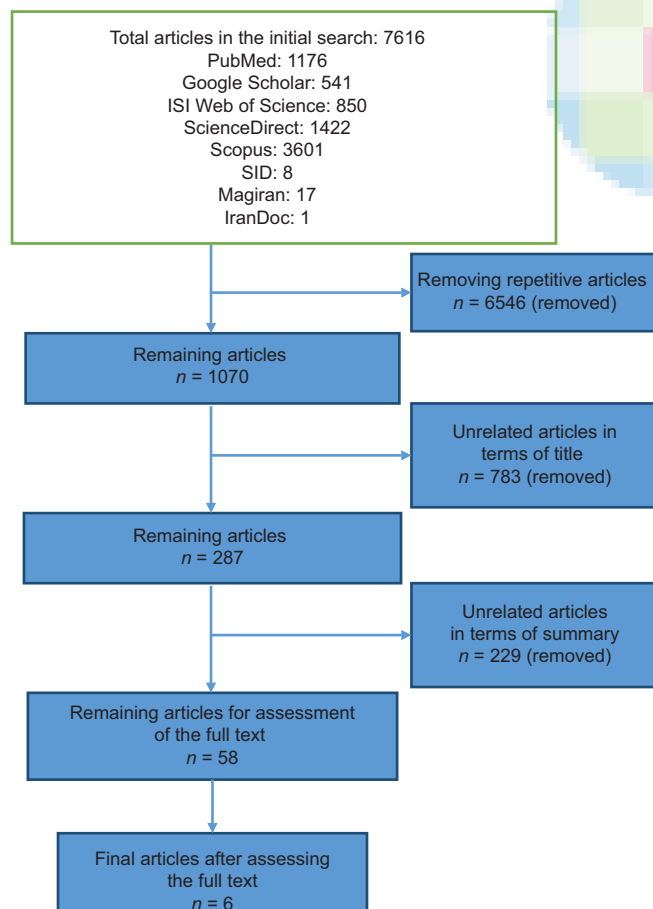 Total articles in the initial search: 7616
PubMed: 1176
Google Scholar: 541
ISI Web of Science: 850
ScienceDirect: 1422
Scopus: 3601
SID: 8
Magiran: 17
IranDoc: 1
Removing repetitive articles
n = 6546 (removed)
Remaining articles
n = 1070
Unrelated articles in
terms of title
n = 783 (removed)
Remaining articles
n = 287
Unrelated articles
in terms of summary
n = 229 (removed)
Remaining articles for assessment
of the full text
n = 58
Final articles after assessing
the full text
n = 6